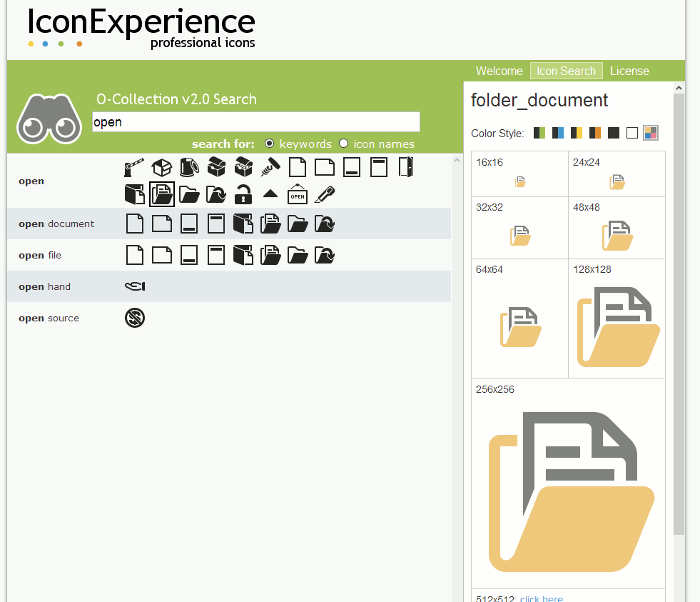 IconExperience
professional icons
Welcome Icon Search License
O-Collection v2.0 Search
open
search for: keywords icon names
folder_document
Color Style:
16x16 24x24
32x32 48x48
64x64 128x128
256x256
512x512: click here
open
OPEN
open document
open file
open hand
open source